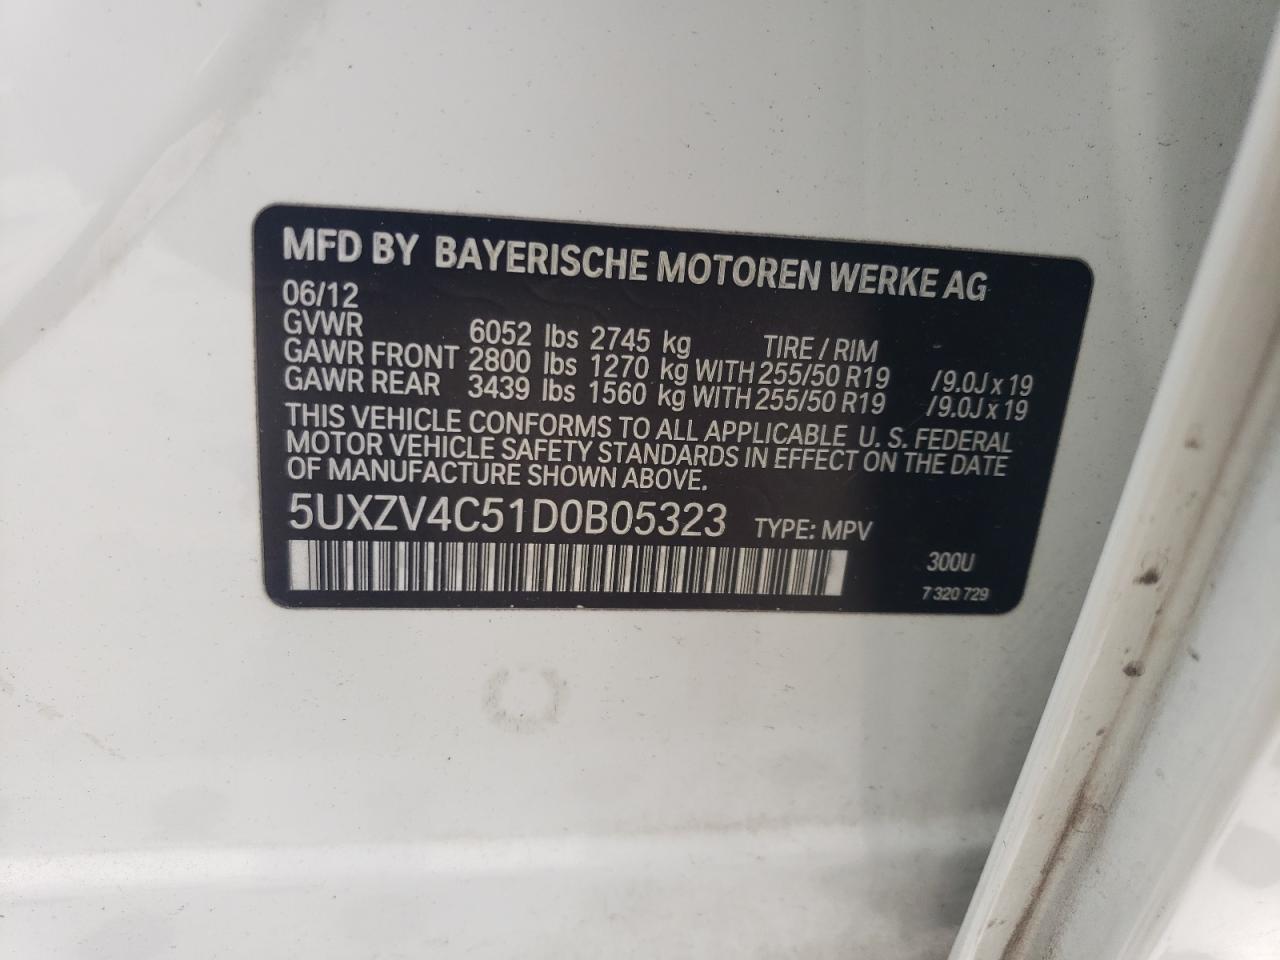 MFD BY BAYERISCHE MOTOREN WERKE AG
06/12
GVWR 6052 lbs 2745 kg TIRE / RIM
GAWR FRONT 2800 lbs 1270 kg WITH 255/50 R19 /9.0J x 19
GAWR REAR 3439 lbs 1560 kg WITH 255/50 R19 /9.0J x 19
THIS VEHICLE CONFORMS TO ALL APPLICABLE U. S. FEDERAL
MOTOR VEHICLE SAFETY STANDARDS IN EFFECT ON THE DATE
OF MANUFACTURE SHOWN ABOVE.
5UXZV4C51D0B05323 TYPE: MPV
300U
7 320 729